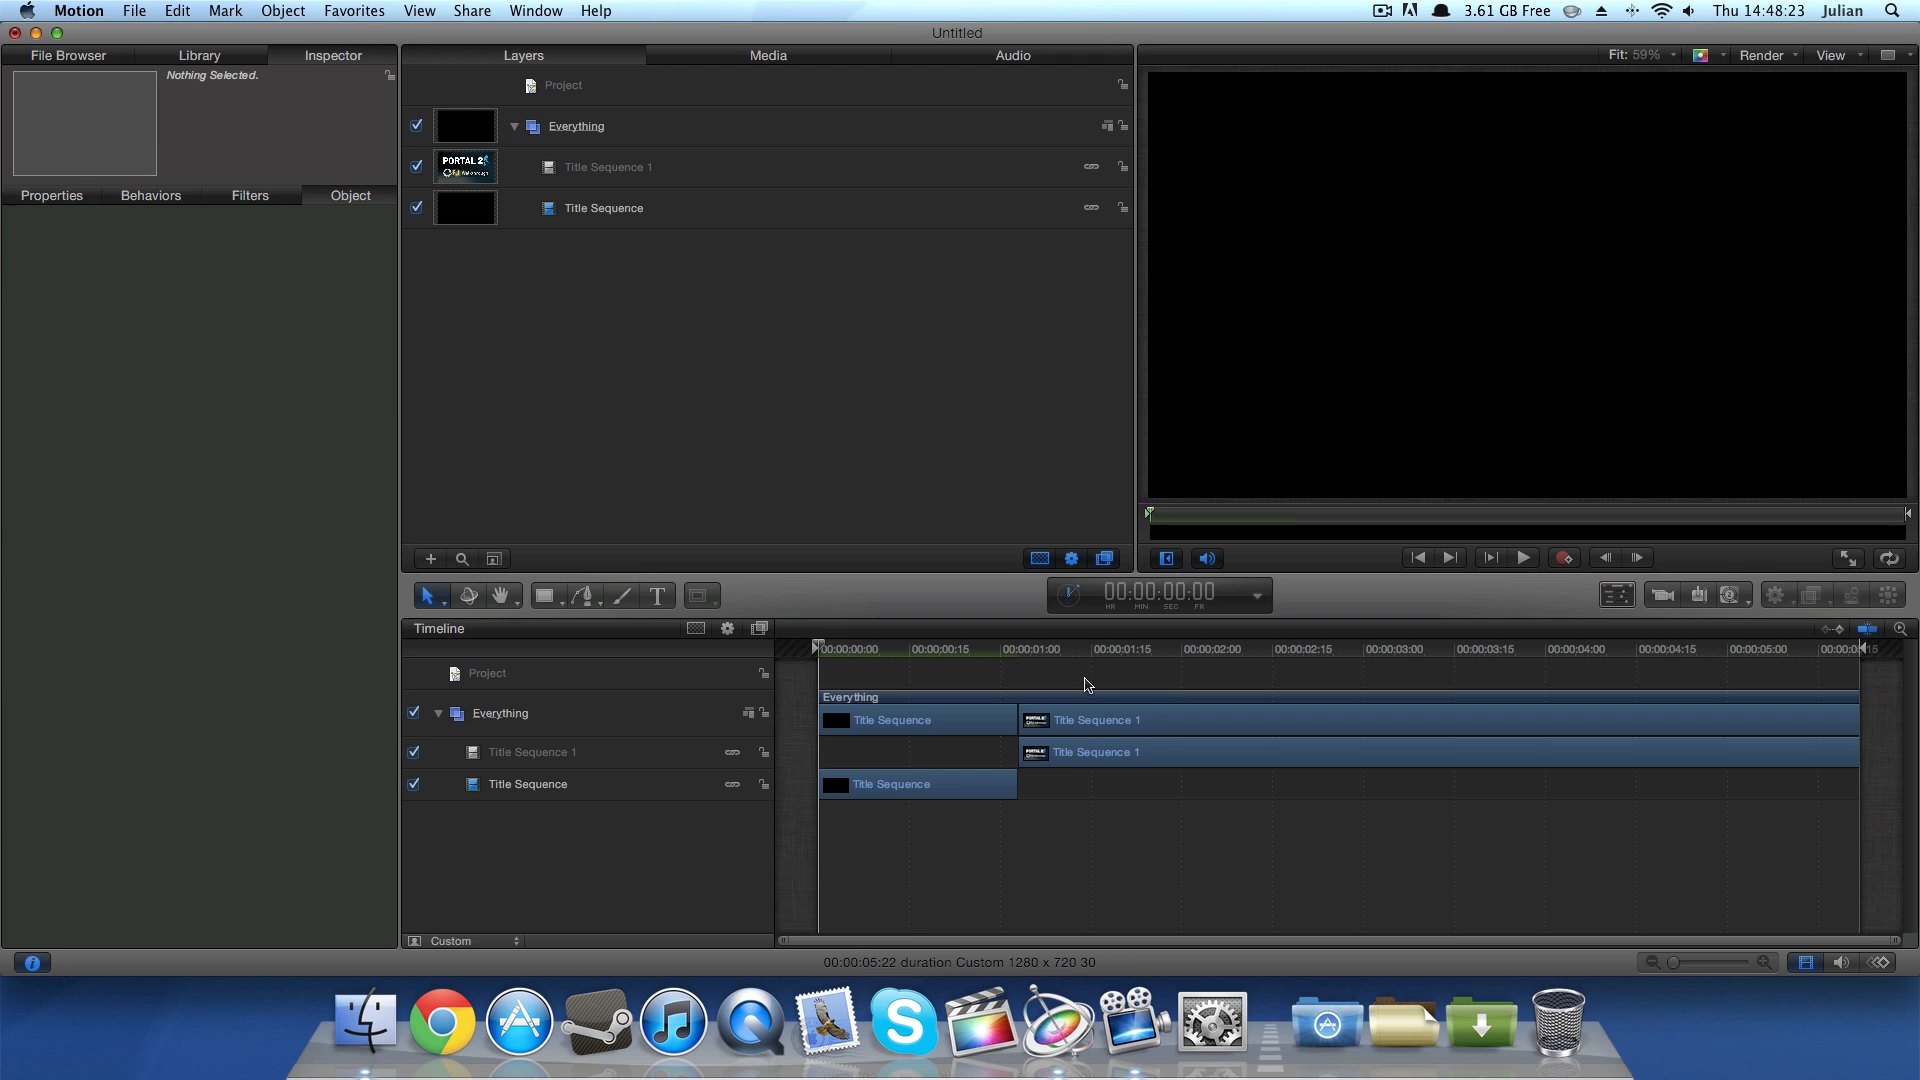 Motion File Edit Mark Object Favorites View Share Window Help 3.61 GB Free Thu 14:48:23 Julian
Untitled
File Browser Library Inspector Layers Media Audio Fit: 59% Render View
Nothing Selected.
Project
Everything
PORTAL 2
Title Sequence 1
Properties Behaviors Filters Object
Title Sequence
00:00:00:00
HR MIN SEC FR
Timeline
00:00:00:00 00:00:00:15 00:00:01:00 00:00:01:15 00:00:02:00 00:00:02:15 00:00:03:00 00:00:03:15 00:00:04:00 00:00:04:15 00:00:05:00
Project
Everything
Everything
Title Sequence Title Sequence 1
Title Sequence 1 Title Sequence 1
Title Sequence Title Sequence
Custom
00:00:05:22 duration Custom 1280 x 720 30